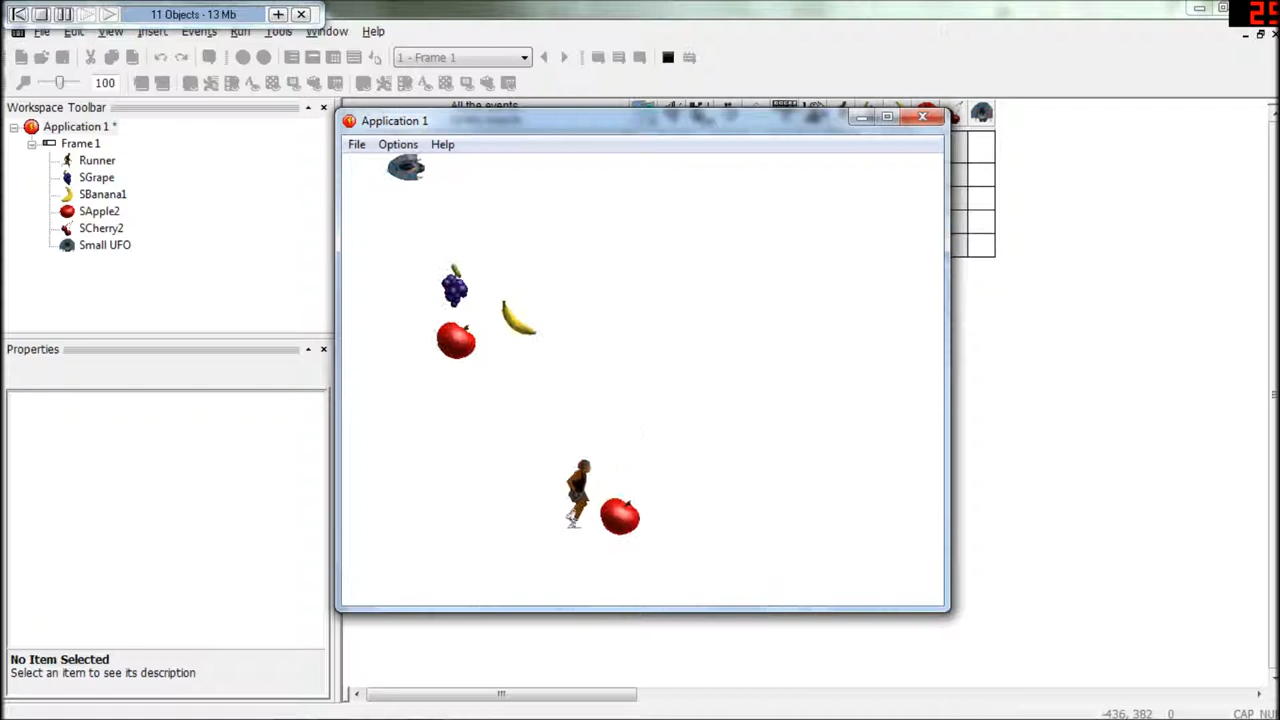 11 Objects - 13 Mb
25
File Edit View Insert Events Run Tools Window Help
1 - Frame 1
100
Workspace Toolbar
All the events
Application 1 *
Frame 1
Runner
SGrape
SBanana1
SApple2
SCherry2
Small UFO
Application 1
File Options Help
Properties
No Item Selected
Select an item to see its description
-436, 382 0 CAP NU